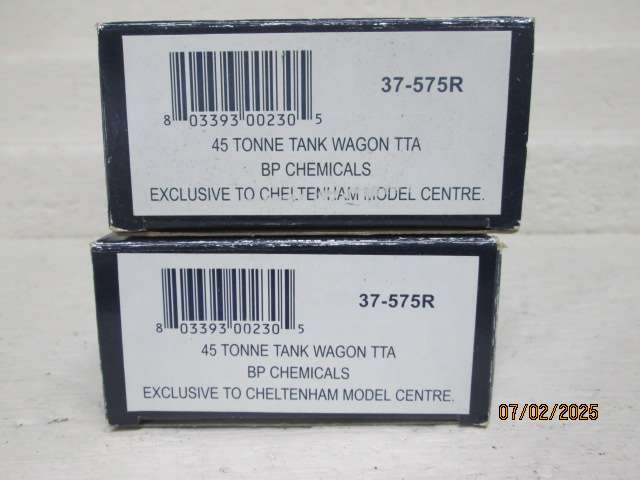 37-575R
8 03393 00230 5
45 TONNE TANK WAGON TTA
BP CHEMICALS
EXCLUSIVE TO CHELTENHAM MODEL CENTRE.
37-575R
8 03393 00230 5
45 TONNE TANK WAGON TTA
BP CHEMICALS
EXCLUSIVE TO CHELTENHAM MODEL CENTRE.
07/02/2025